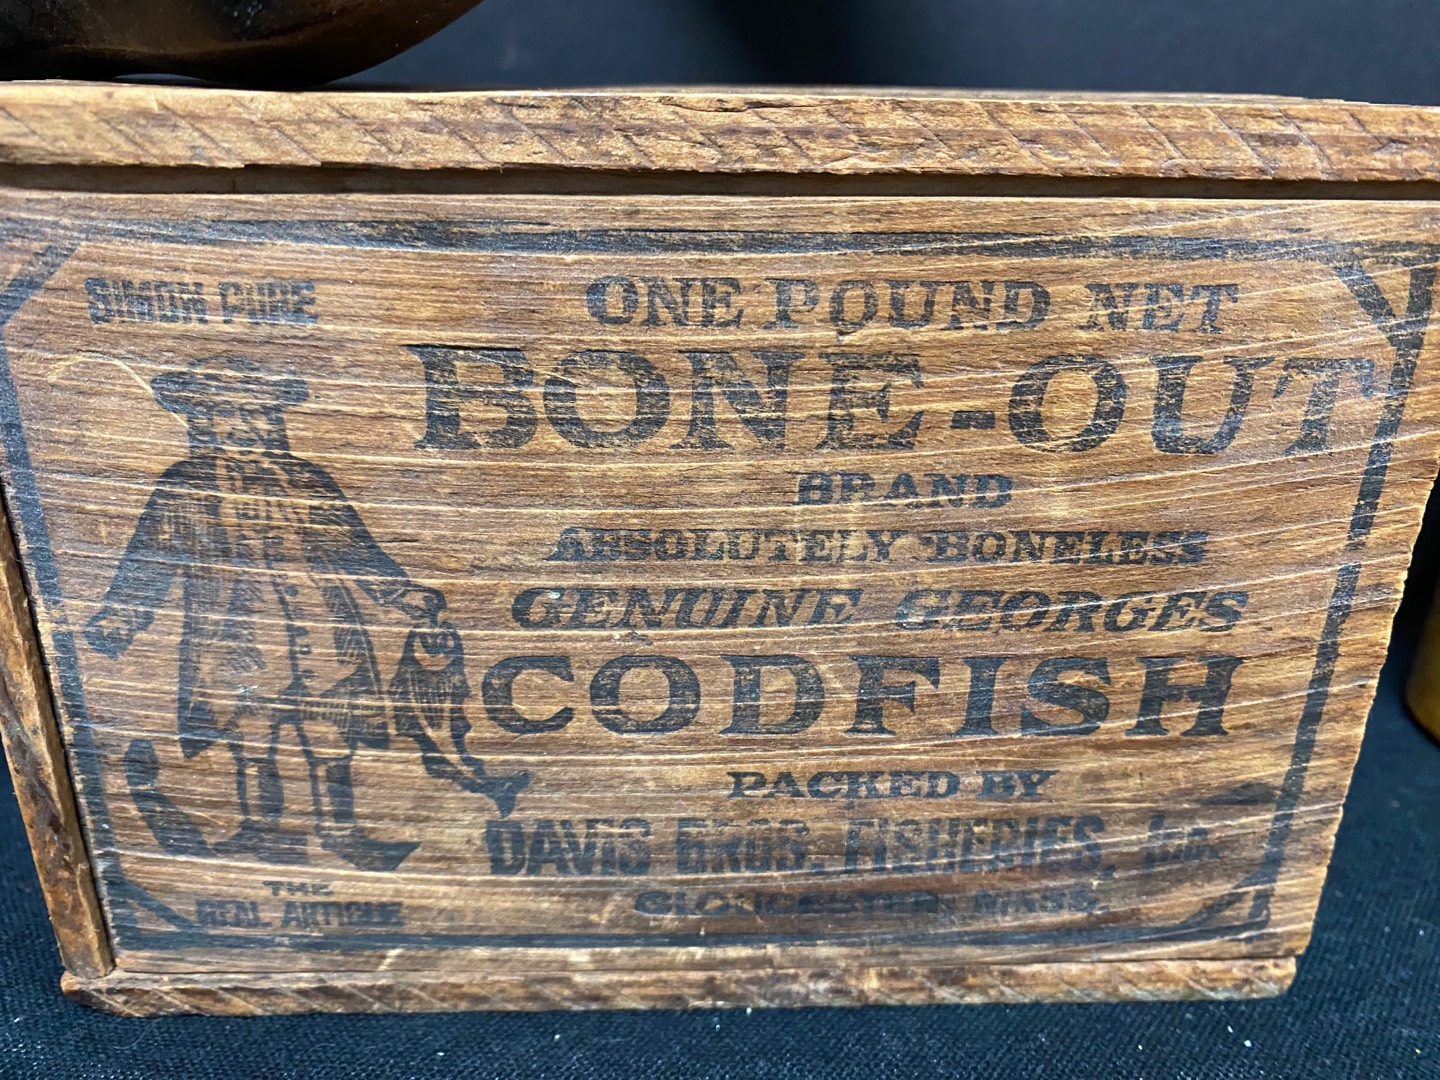 SIMON PURE
ONE POUND NET
BONE-OUT
BRAND
ABSOLUTELY BONELESS
GENUINE GEORGES
CODFISH
PACKED BY
DAVIS BROS. FISHERIES, Inc.
GLOUCESTER, MASS.
THE
REAL ARTICLE